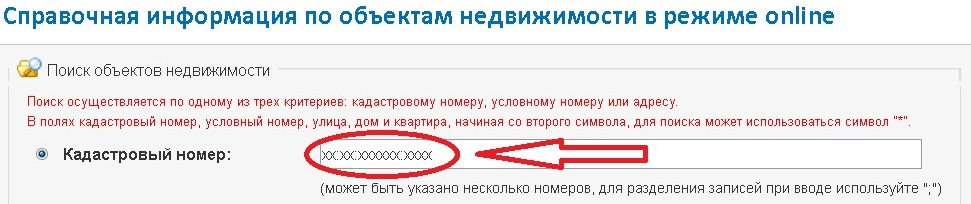 Справочная информация по объектам недвижимости в режиме online
Поиск объектов недвижимости
Поиск осуществляется по одному из трех критериев: кадастровому номеру, условному номеру или адресу.
В полях кадастровый номер, условный номер, улица, дом и квартира, начиная со второго символа, для поиска может использоваться символ "*".
Кадастровый номер: XX:XX:XXXXXX:XXXX
(может быть указано несколько номеров, для разделения записей при вводе используйте ";")